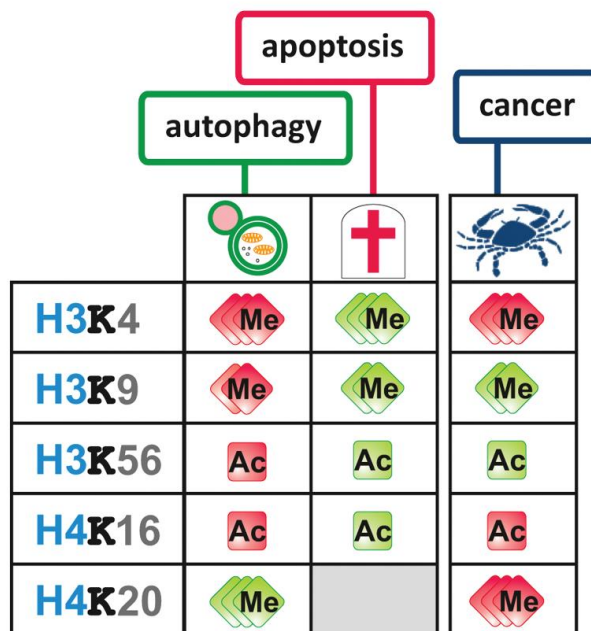 apoptosis
autophagy
cancer
H3K4 Me Me Me
H3K9 Me Me Me
H3K56 Ac Ac Ac
H4K16 Ac Ac Ac
H4K20 Me Me